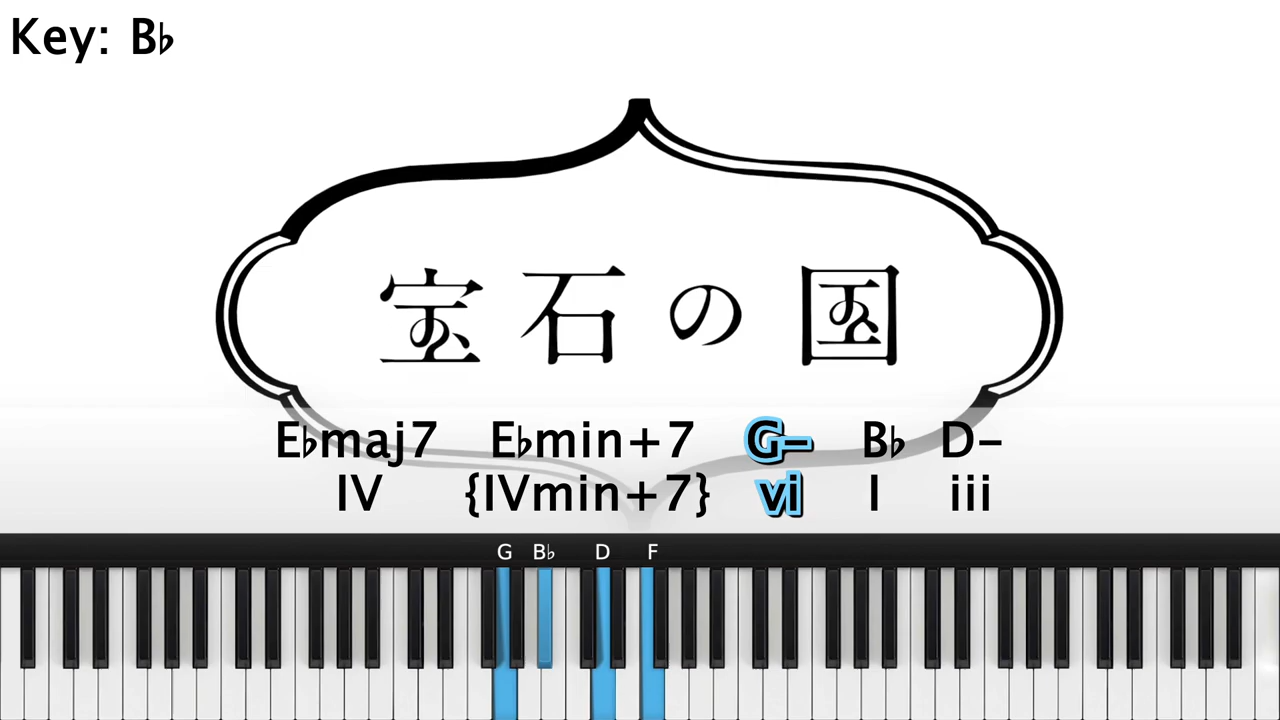 Key: B♭
宝石の国
E♭maj7 E♭min+7 G– B♭ D–
IV {IVmin+7} vi I iii
G B♭ D F